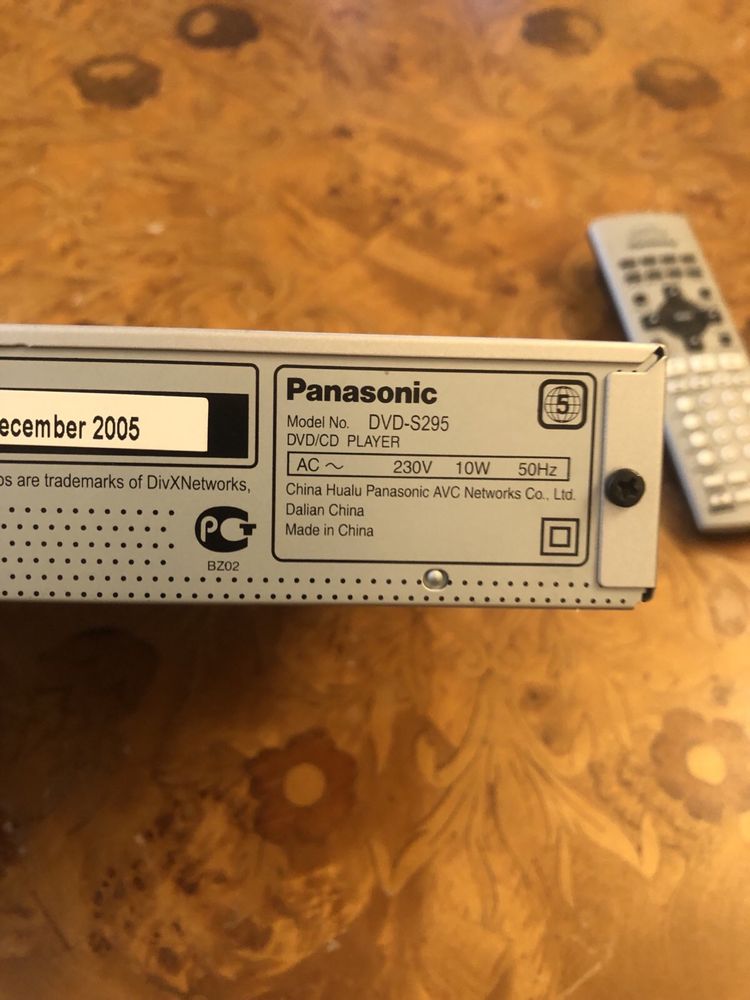 ecember 2005
os are trademarks of DivXNetworks,
PCT
BZ02
Panasonic
5
Model No. DVD-S295
DVD/CD PLAYER
AC ~ 230V 10W 50Hz
China Hualu Panasonic AVC Networks Co., Ltd.
Dalian China
Made in China